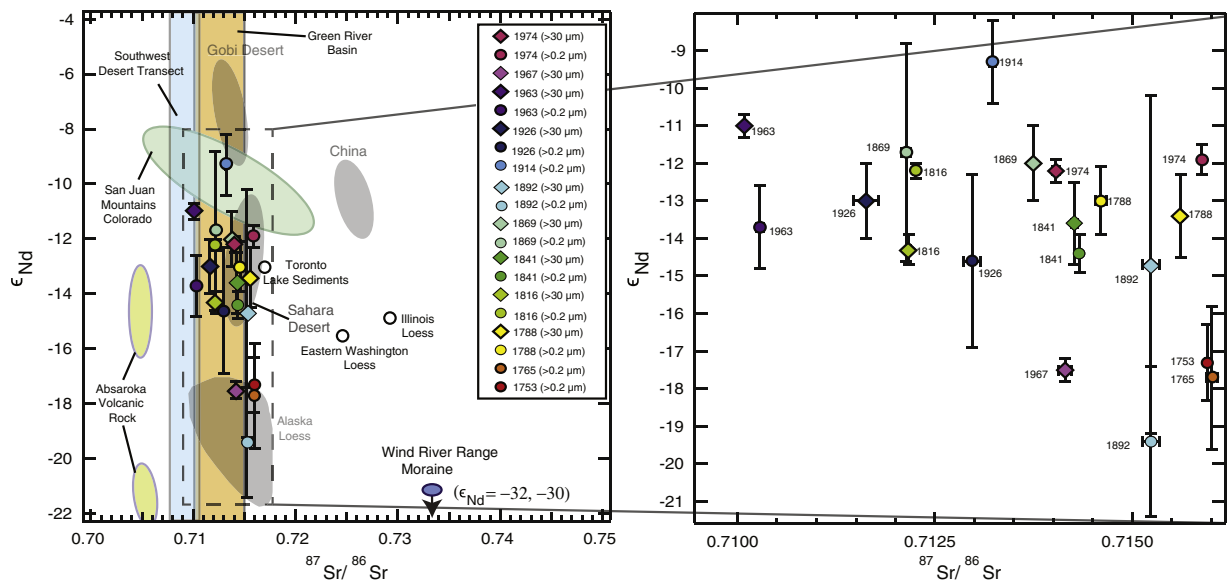 -4
-6
-8
-10
-12
-14
-16
-18
-20
-22
εNd
0.70
0.71
0.72
0.73
0.74
0.75
87Sr/ 86Sr
Southwest
Desert Transect
Gobi Desert
Green River
Basin
China
San Juan
Mountains
Colorado
Toronto
Lake Sediments
Sahara
Desert
Illinois
Loess
Eastern Washington
Loess
Absaroka
Volcanic
Rock
Alaska
Loess
Wind River Range
Moraine
(εNd= −32, −30)
1974 (>30 μm)
1974 (>0.2 μm)
1967 (>30 μm)
1963 (>30 μm)
1963 (>0.2 μm)
1926 (>30 μm)
1926 (>0.2 μm)
1914 (>0.2 μm)
1892 (>30 μm)
1892 (>0.2 μm)
1869 (>30 μm)
1869 (>0.2 μm)
1841 (>30 μm)
1841 (>0.2 μm)
1816 (>30 μm)
1816 (>0.2 μm)
1788 (>30 μm)
1788 (>0.2 μm)
1765 (>0.2 μm)
1753 (>0.2 μm)
-9
-11
-12
-13
-14
-15
-16
-17
-18
-19
-20
-21
εNd
0.7100
0.7125
0.7150
87Sr/ 86Sr
1914
1963
1869
1816
1869
1974
1974
1963
1926
1788
1788
1841
1841
1816
1926
1892
1967
1753
1765
1892